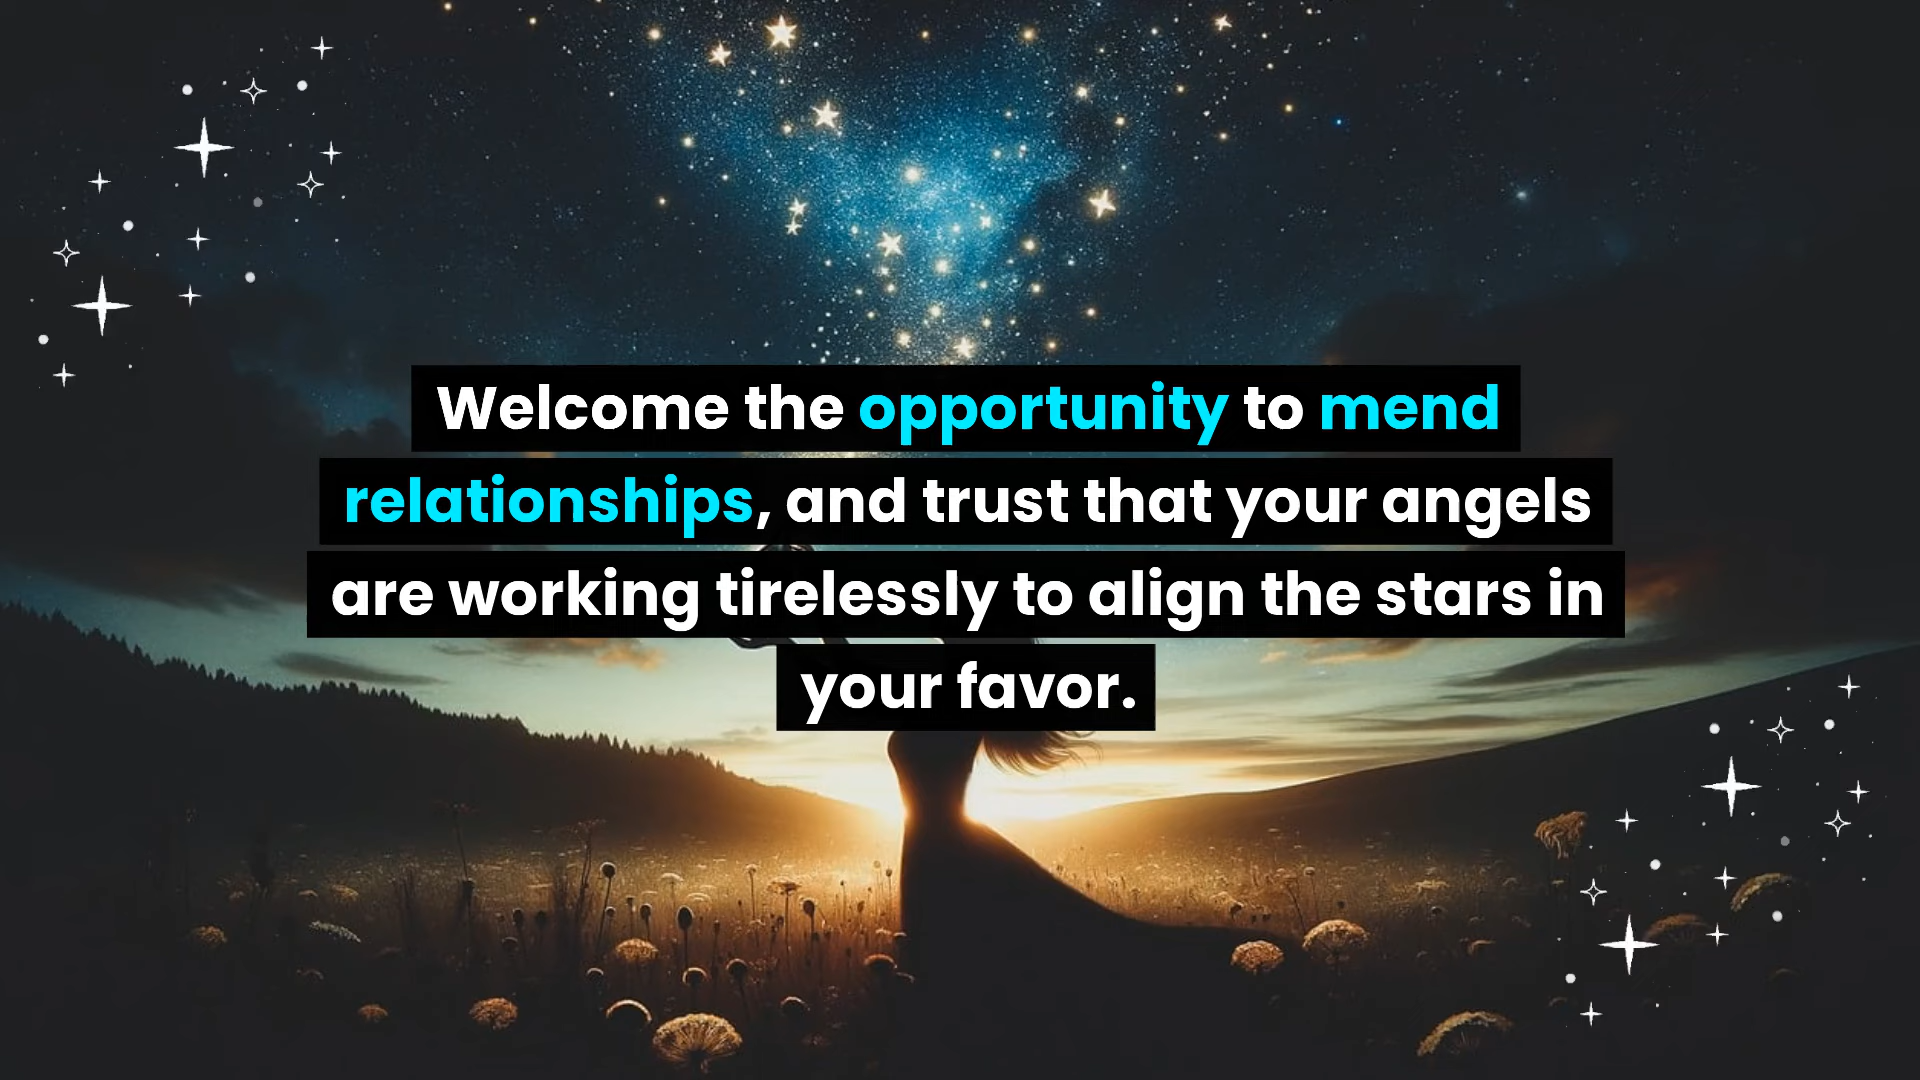 Welcome the opportunity to mend
relationships, and trust that your angels
are working tirelessly to align the stars in
your favor.